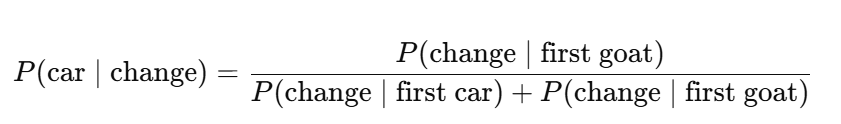 P(car | change) = P(change | first goat) / P(change | first car) + P(change | first goat)